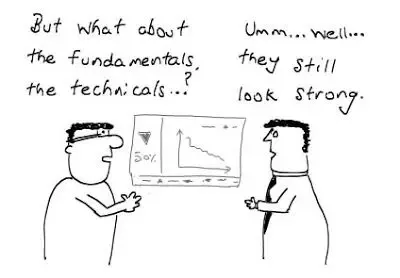 But what about
the fundamentals,
the technicals...?
Umm... well...
they still
look strong.
50%